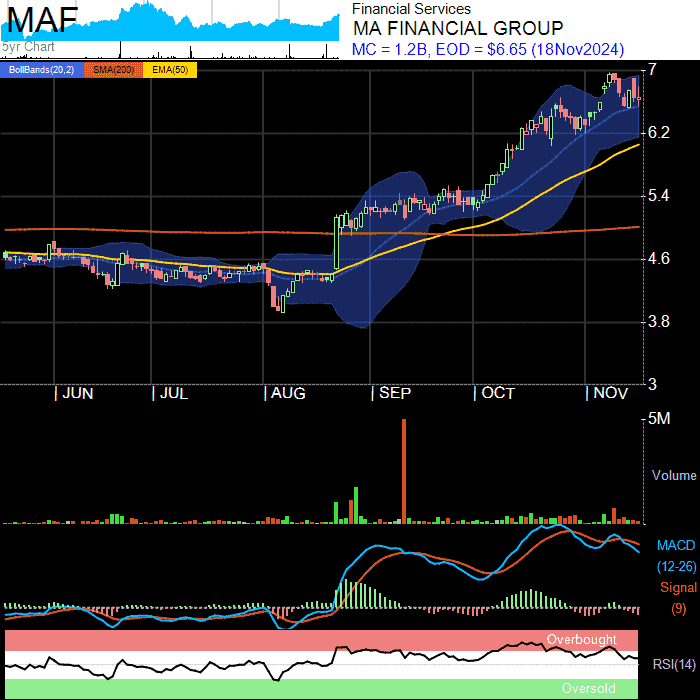 MAF
5yr Chart
Financial Services
MA FINANCIAL GROUP
MC = 1.2B, EOD = $6.65 (18Nov2024)
BollBands(20,2) SMA(200) EMA(50)
7
6.2
5.4
4.6
3.8
3
JUN JUL AUG SEP OCT NOV
5M
Volume
MACD
(12-26)
Signal
(9)
Overbought
RSI(14)
Oversold